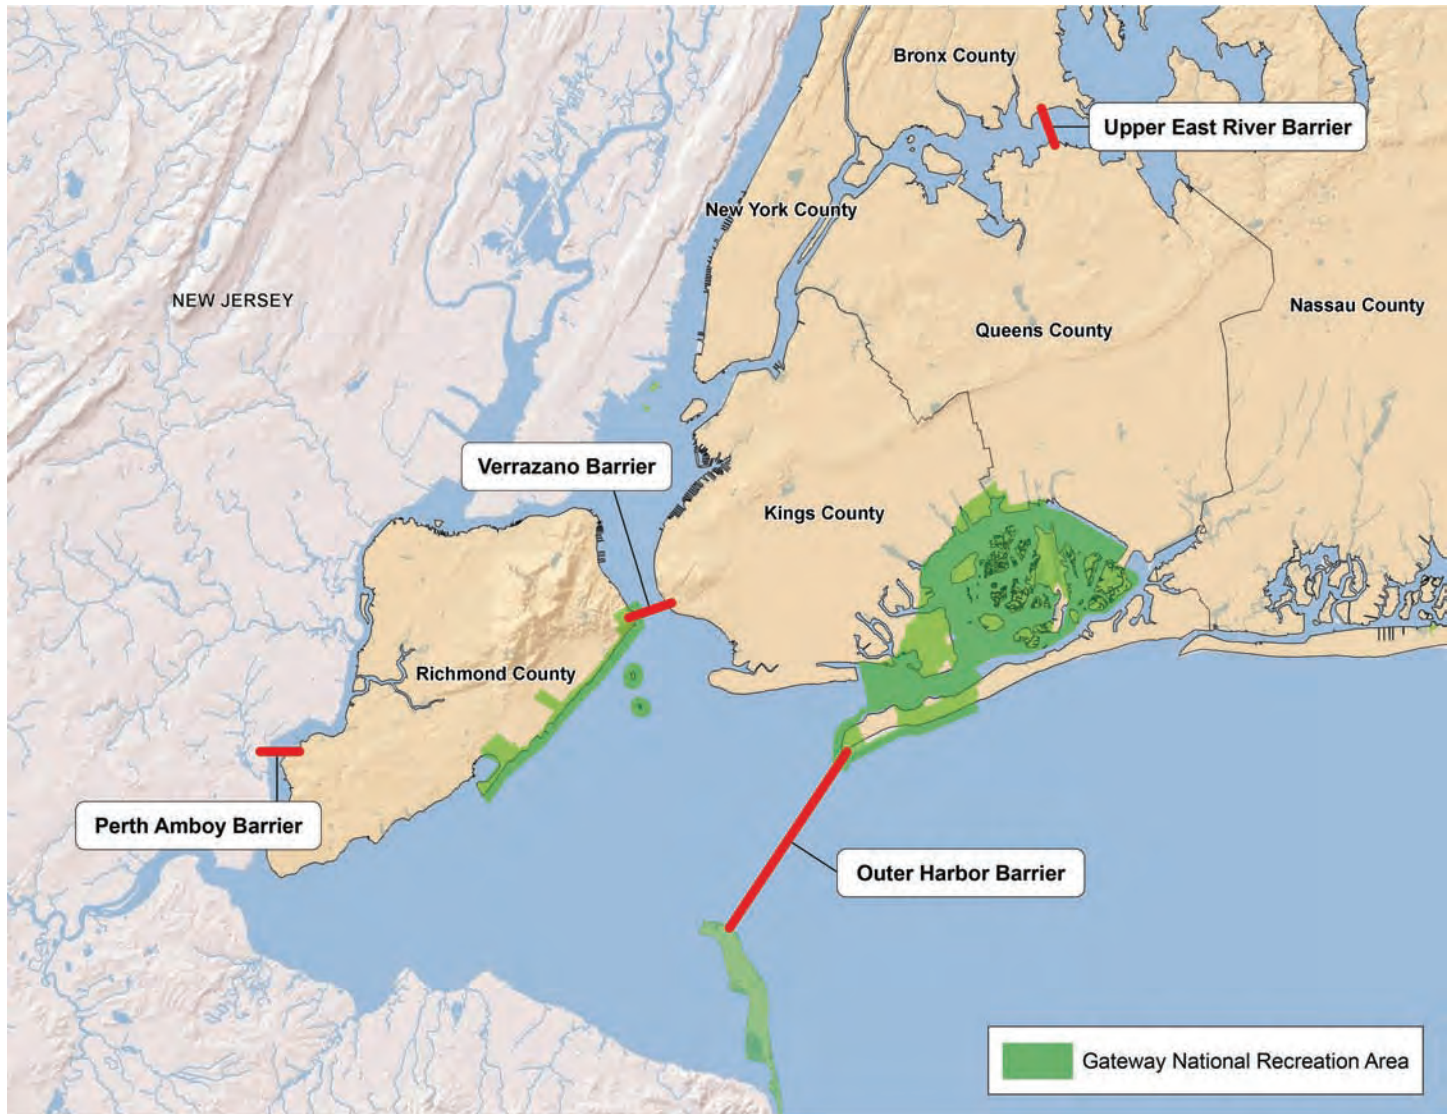 Bronx County
Upper East River Barrier
New York County
NEW JERSEY
Nassau County
Queens County
Verrazano Barrier
Kings County
Richmond County
Perth Amboy Barrier
Outer Harbor Barrier
Gateway National Recreation Area